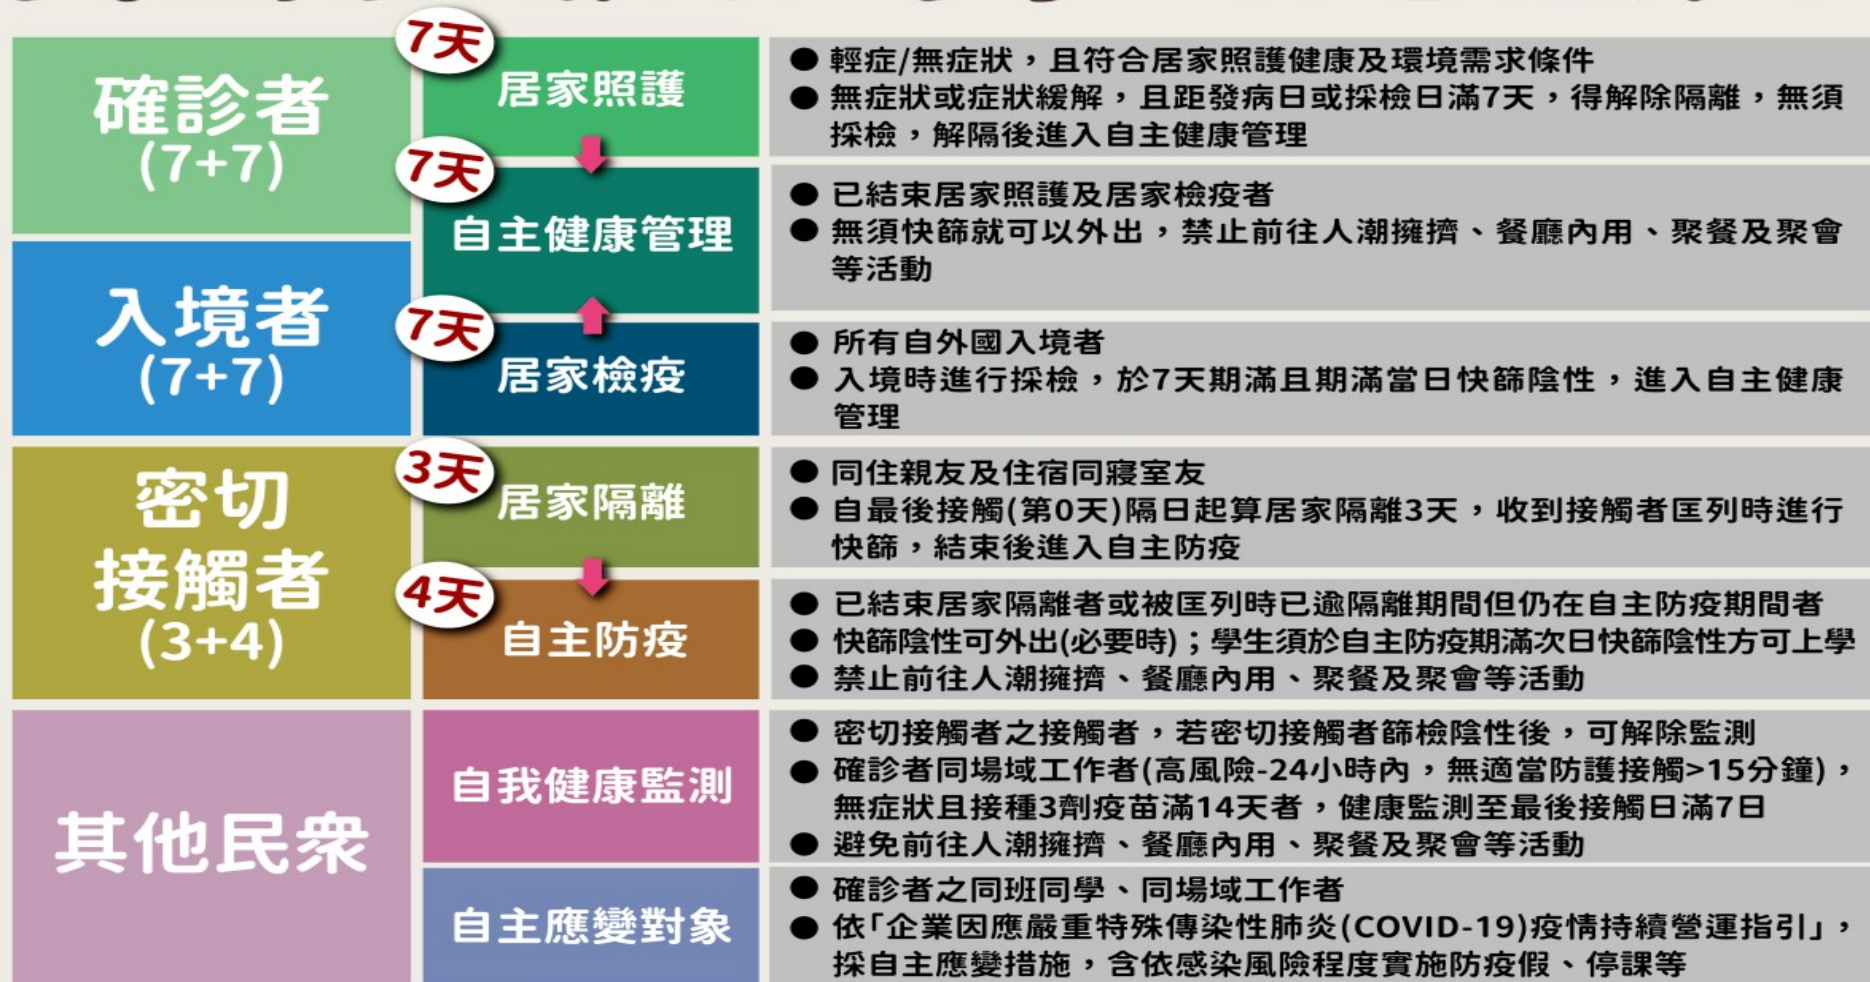 確診者
(7+7)
7天
居家照護
● 輕症/無症狀，且符合居家照護健康及環境需求條件
● 無症狀或症狀緩解，且距發病日或採檢日滿7天，得解除隔離，無須
採檢，解隔後進入自主健康管理
7天
自主健康管理
● 已結束居家照護及居家檢疫者
● 無須快篩就可以外出，禁止前往人潮擁擠、餐廳內用、聚餐及聚會
等活動
入境者
(7+7)
7天
居家檢疫
● 所有自外國入境者
● 入境時進行採檢，於7天期滿且期滿當日快篩陰性，進入自主健康
管理
密切
接觸者
(3+4)
3天
居家隔離
● 同住親友及住宿同寢室友
● 自最後接觸(第0天)隔日起算居家隔離3天，收到接觸者匡列時進行
快篩，結束後進入自主防疫
4天
自主防疫
● 已結束居家隔離者或被匡列時已逾隔離期間但仍在自主防疫期間者
● 快篩陰性可外出(必要時)；學生須於自主防疫期滿次日快篩陰性方可上學
● 禁止前往人潮擁擠、餐廳內用、聚餐及聚會等活動
其他民眾
自我健康監測
● 密切接觸者之接觸者，若密切接觸者篩檢陰性後，可解除監測
● 確診者同場域工作者(高風險-24小時內，無適當防護接觸>15分鐘)，
無症狀且接種3劑疫苗滿14天者，健康監測至最後接觸日滿7日
● 避免前往人潮擁擠、餐廳內用、聚餐及聚會等活動
自主應變對象
● 確診者之同班同學、同場域工作者
● 依「企業因應嚴重特殊傳染性肺炎(COVID-19)疫情持續營運指引」，
採自主應變措施，含依感染風險程度實施防疫假、停課等